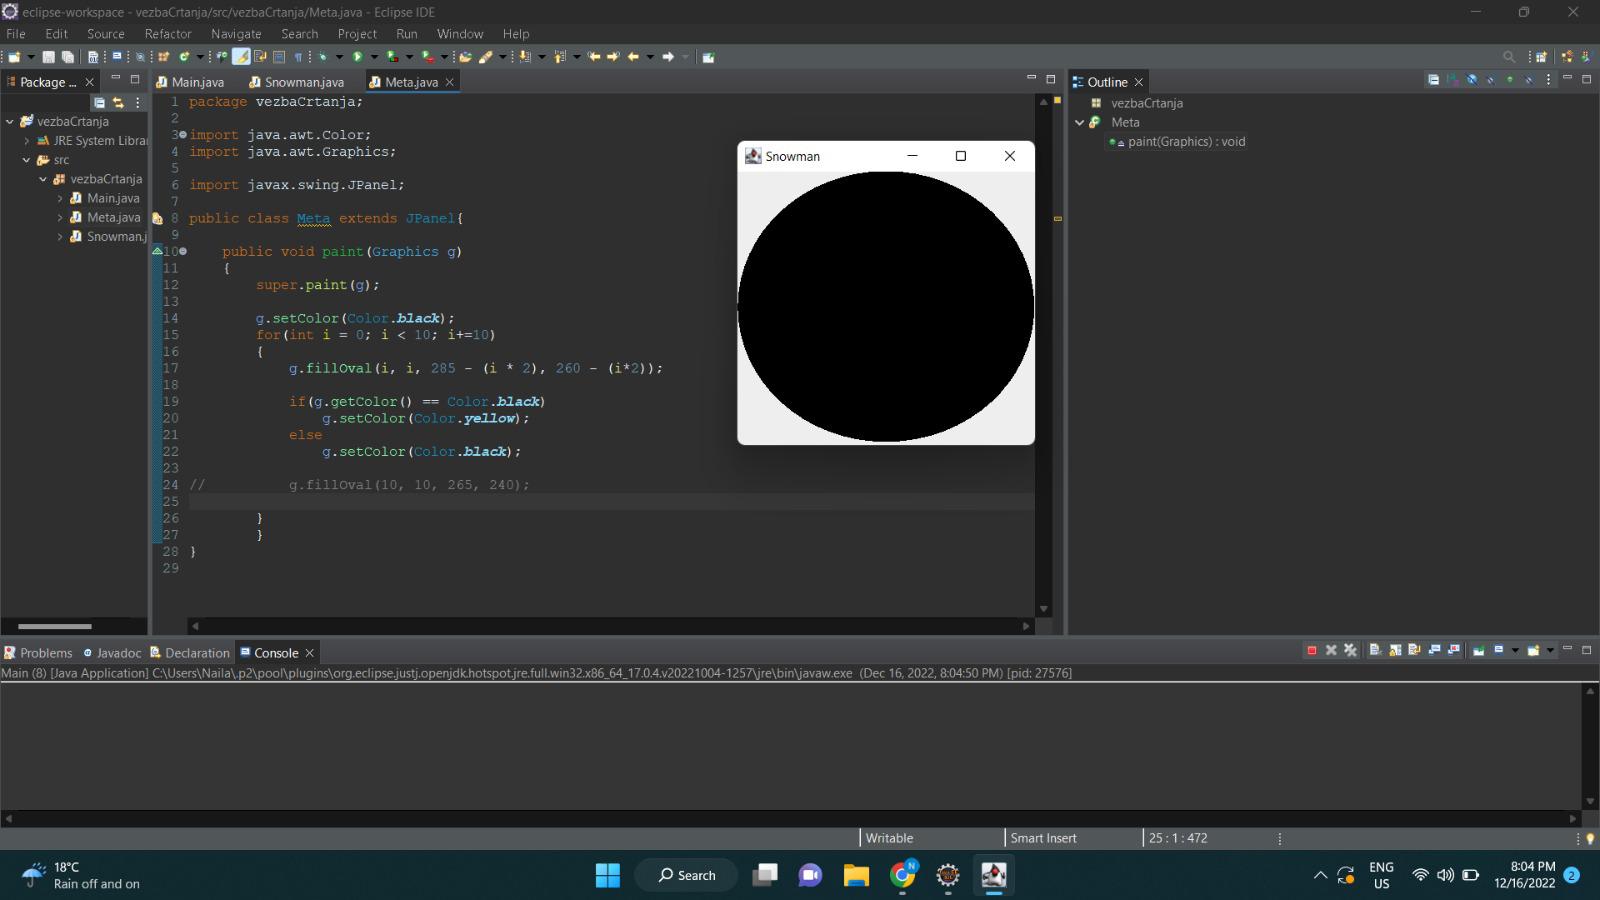 eclipse-workspace - vezbaCrtanja/src/vezbaCrtanja/Meta.java - Eclipse IDE
File Edit Source Refactor Navigate Search Project Run Window Help
Package ...
vezbaCrtanja
JRE System Librar
src
vezbaCrtanja
Main.java
Meta.java
Snowman.j
Main.java Snowman.java Meta.java
1 package vezbaCrtanja;
2
3 import java.awt.Color;
4 import java.awt.Graphics;
5
6 import javax.swing.JPanel;
7
8 public class Meta extends JPanel{
9
10 public void paint(Graphics g)
11 {
12 super.paint(g);
13
14 g.setColor(Color.black);
15 for(int i = 0; i < 10; i+=10)
16 {
17 g.fillOval(i, i, 285 - (i * 2), 260 - (i*2));
18
19 if(g.getColor() == Color.black)
20 g.setColor(Color.yellow);
21 else
22 g.setColor(Color.black);
23
24 // g.fillOval(10, 10, 265, 240);
25
26 }
27 }
28 }
29
Snowman
Outline
vezbaCrtanja
Meta
paint(Graphics) : void
Problems Javadoc Declaration Console
Main (8) [Java Application] C:\Users\Naila\.p2\pool\plugins\org.eclipse.justj.openjdk.hotspot.jre.full.win32.x86_64_17.0.4.v20221004-1257\jre\bin\javaw.exe (Dec 16, 2022, 8:04:50 PM) [pid: 27576]
Writable Smart Insert 25 : 1 : 472
18°C
Rain off and on
Search
N
ENG
US
8:04 PM
12/16/2022
2